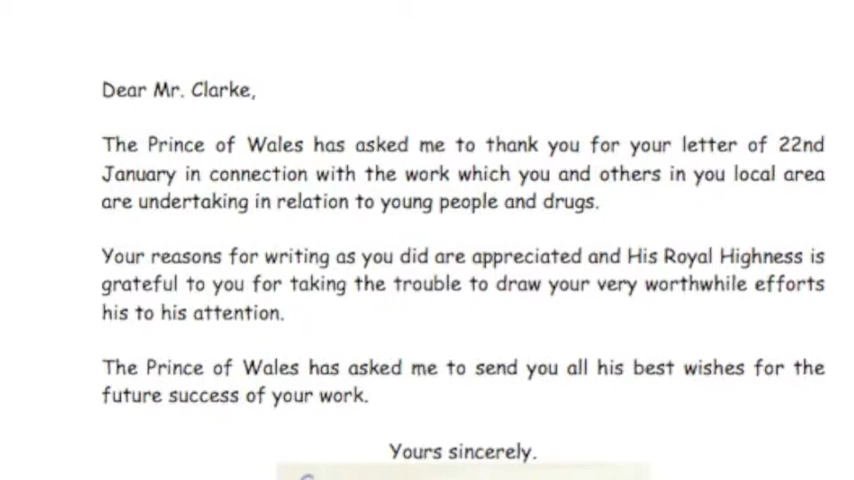 Dear Mr. Clarke,
The Prince of Wales has asked me to thank you for your letter of 22nd
January in connection with the work which you and others in you local area
are undertaking in relation to young people and drugs.
Your reasons for writing as you did are appreciated and His Royal Highness is
grateful to you for taking the trouble to draw your very worthwhile efforts
his to his attention.
The Prince of Wales has asked me to send you all his best wishes for the
future success of your work.
Yours sincerely.